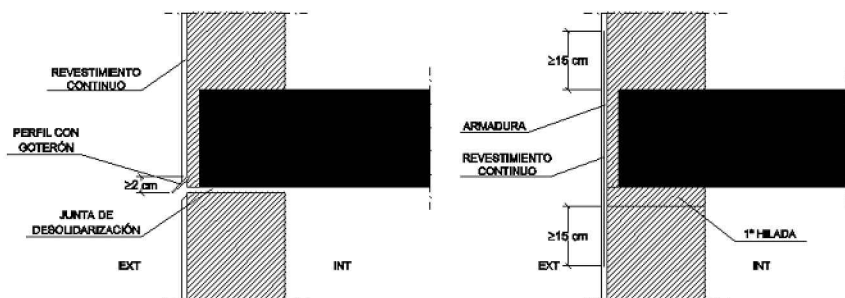 REVESTIMIENTO
CONTINUO
PERFIL CON
GOTERÓN
≥2 cm
JUNTA DE
DESOLIDARIZACIÓN
EXT
INT
≥15 cm
ARMADURA
REVESTIMIENTO
CONTINUO
≥15 cm
1ª HILADA
EXT
INT